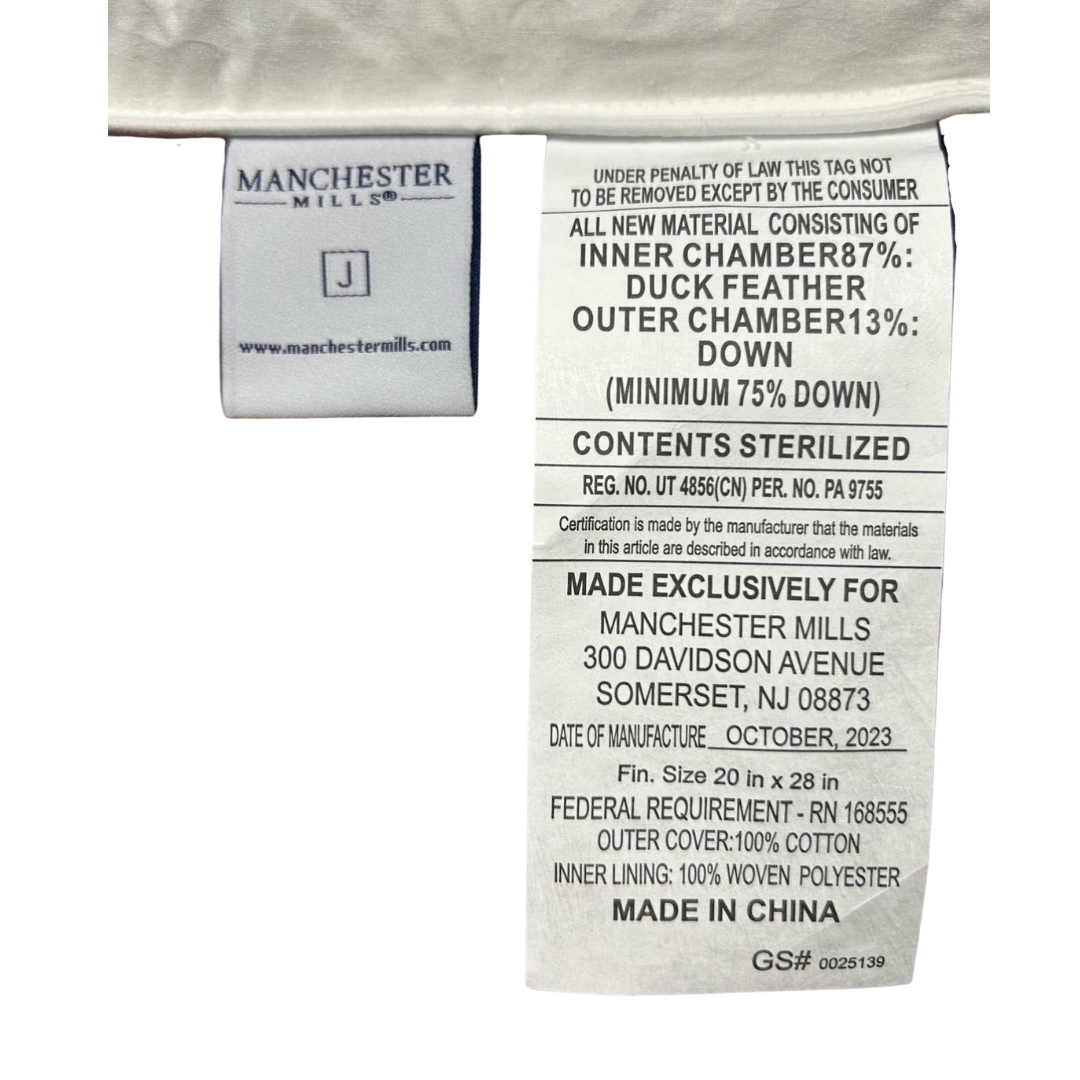 MANCHESTER
MILLS®
J
www.manchestermills.com
UNDER PENALTY OF LAW THIS TAG NOT
TO BE REMOVED EXCEPT BY THE CONSUMER
ALL NEW MATERIAL CONSISTING OF
INNER CHAMBER87%:
DUCK FEATHER
OUTER CHAMBER13%:
DOWN
(MINIMUM 75% DOWN)
CONTENTS STERILIZED
REG. NO. UT 4856(CN) PER. NO. PA 9755
Certification is made by the manufacturer that the materials
in this article are described in accordance with law.
MADE EXCLUSIVELY FOR
MANCHESTER MILLS
300 DAVIDSON AVENUE
SOMERSET, NJ 08873
DATE OF MANUFACTURE OCTOBER, 2023
Fin. Size 20 in x 28 in
FEDERAL REQUIREMENT - RN 168555
OUTER COVER:100% COTTON
INNER LINING: 100% WOVEN POLYESTER
MADE IN CHINA
GS# 0025139